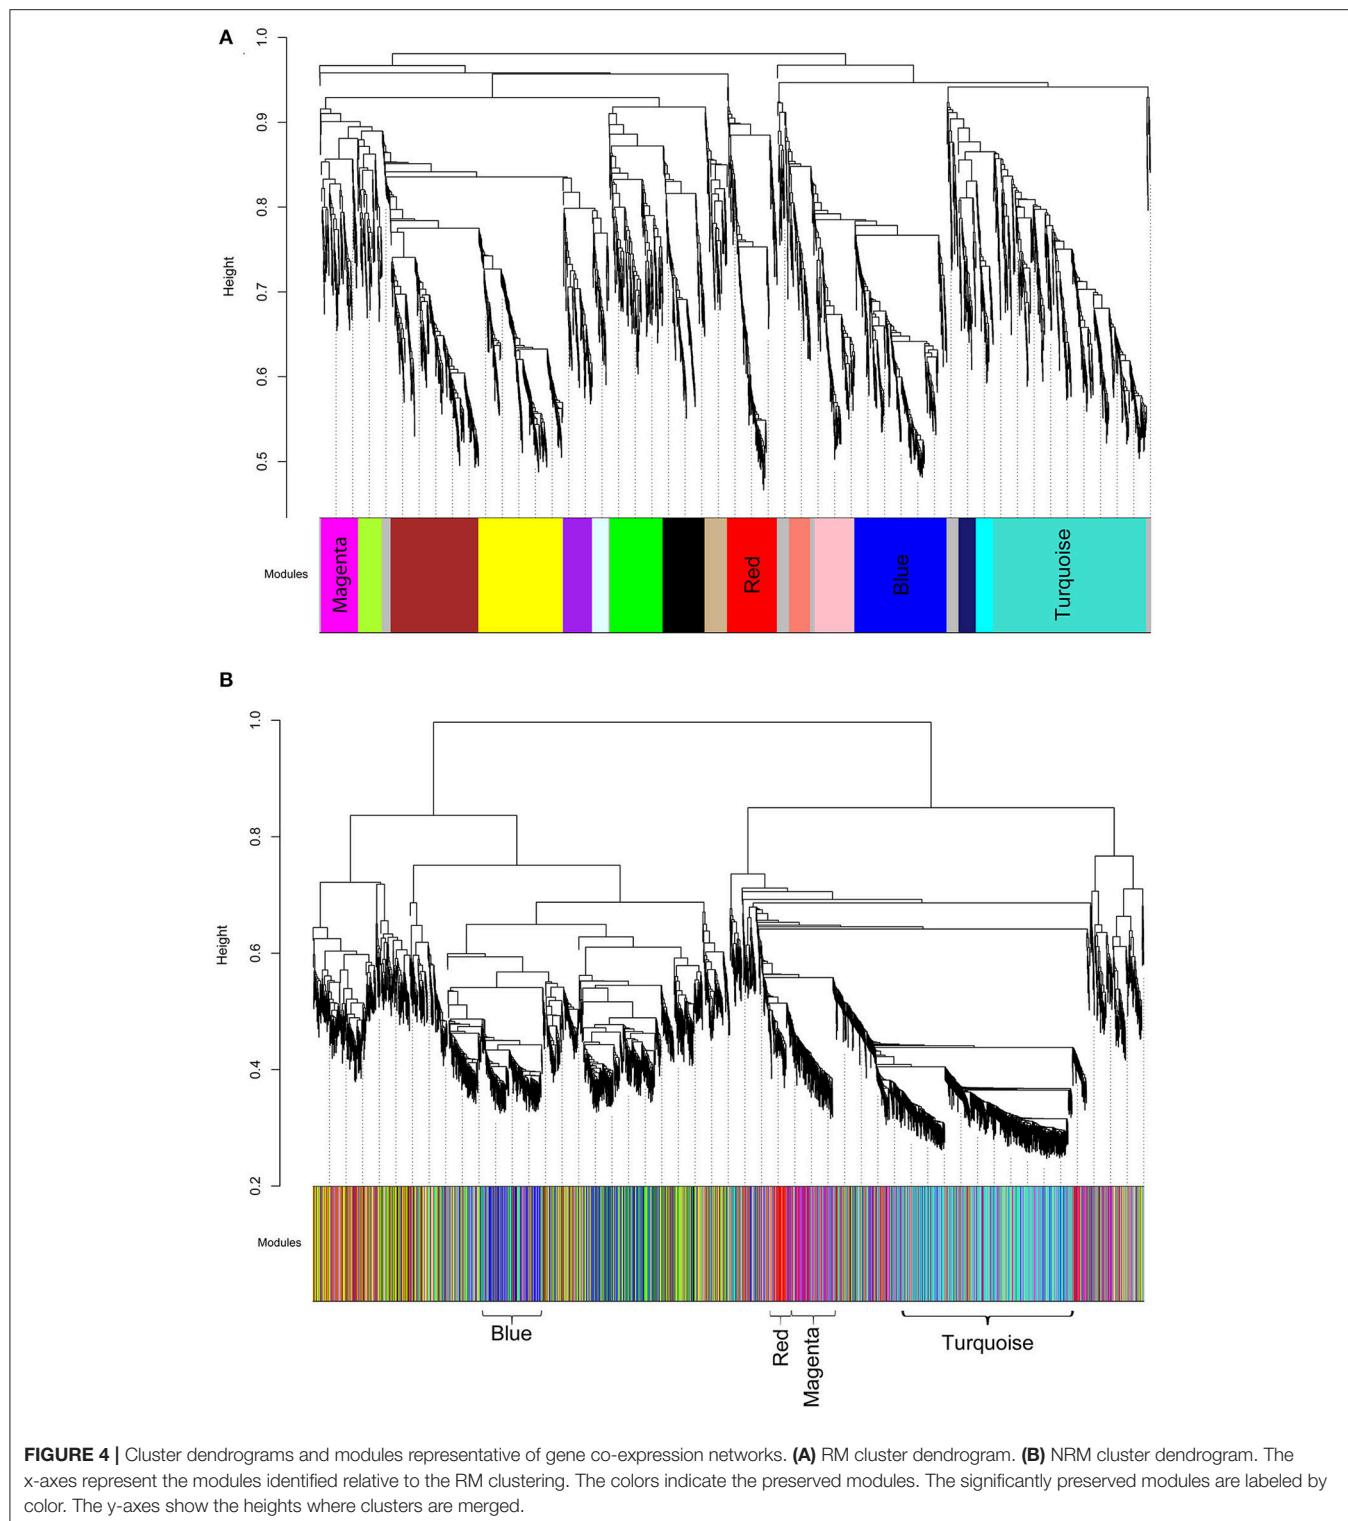 A
1.0
0.9
0.8
0.7
0.6
0.5
Height
Modules
Magenta
Red
Blue
Turquoise
B
1.0
0.8
0.6
0.4
0.2
Height
Modules
Blue
Red
Magenta
Turquoise
FIGURE 4 | Cluster dendrograms and modules representative of gene co-expression networks. (A) RM cluster dendrogram. (B) NRM cluster dendrogram. The
x-axes represent the modules identified relative to the RM clustering. The colors indicate the preserved modules. The significantly preserved modules are labeled by
color. The y-axes show the heights where clusters are merged.